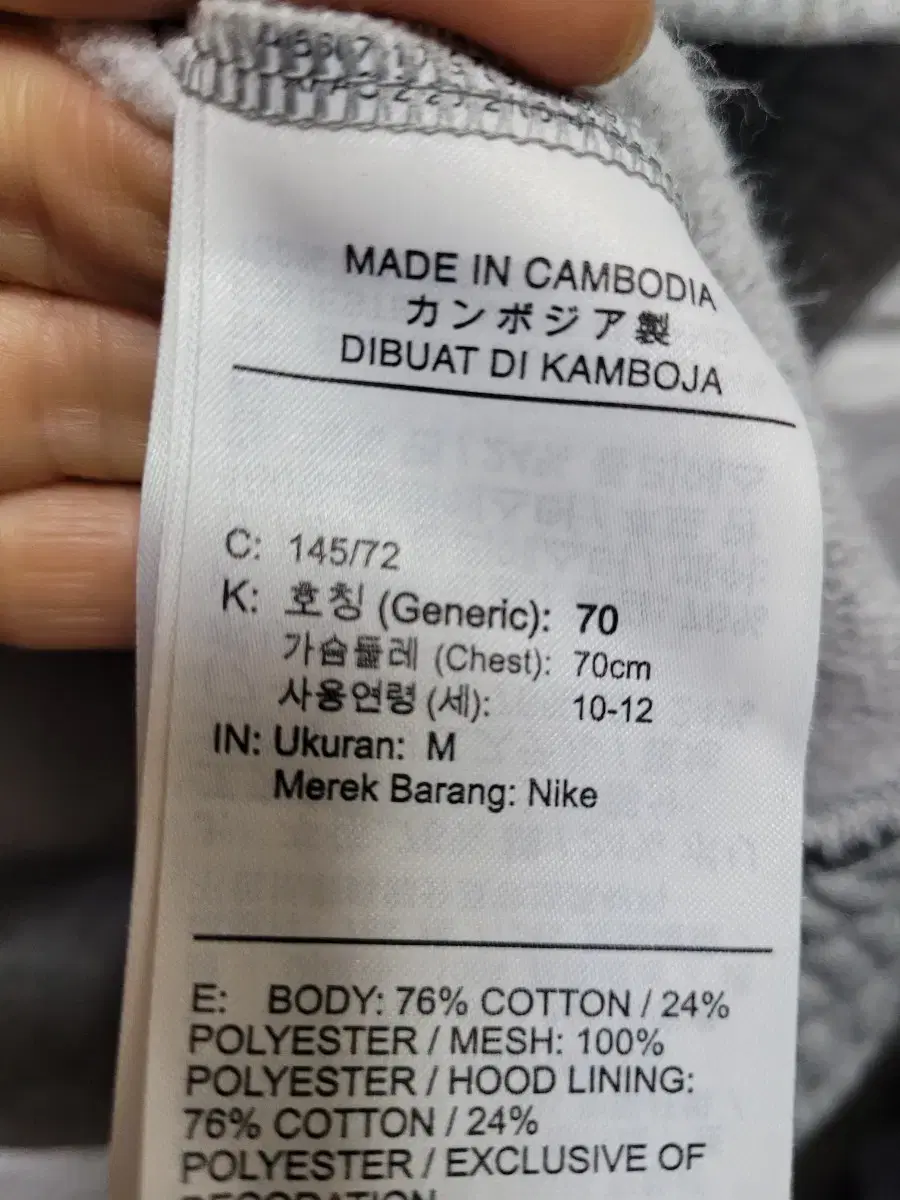 MADE IN CAMBODIA
カンボジア製
DIBUAT DI KAMBOJA
C: 145/72
K: 호칭 (Generic): 70
가슴둘레 (Chest): 70cm
사용연령 (세): 10-12
IN: Ukuran: M
Merek Barang: Nike
E: BODY: 76% COTTON / 24%
POLYESTER / MESH: 100%
POLYESTER / HOOD LINING:
76% COTTON / 24%
POLYESTER / EXCLUSIVE OF
DECORATION